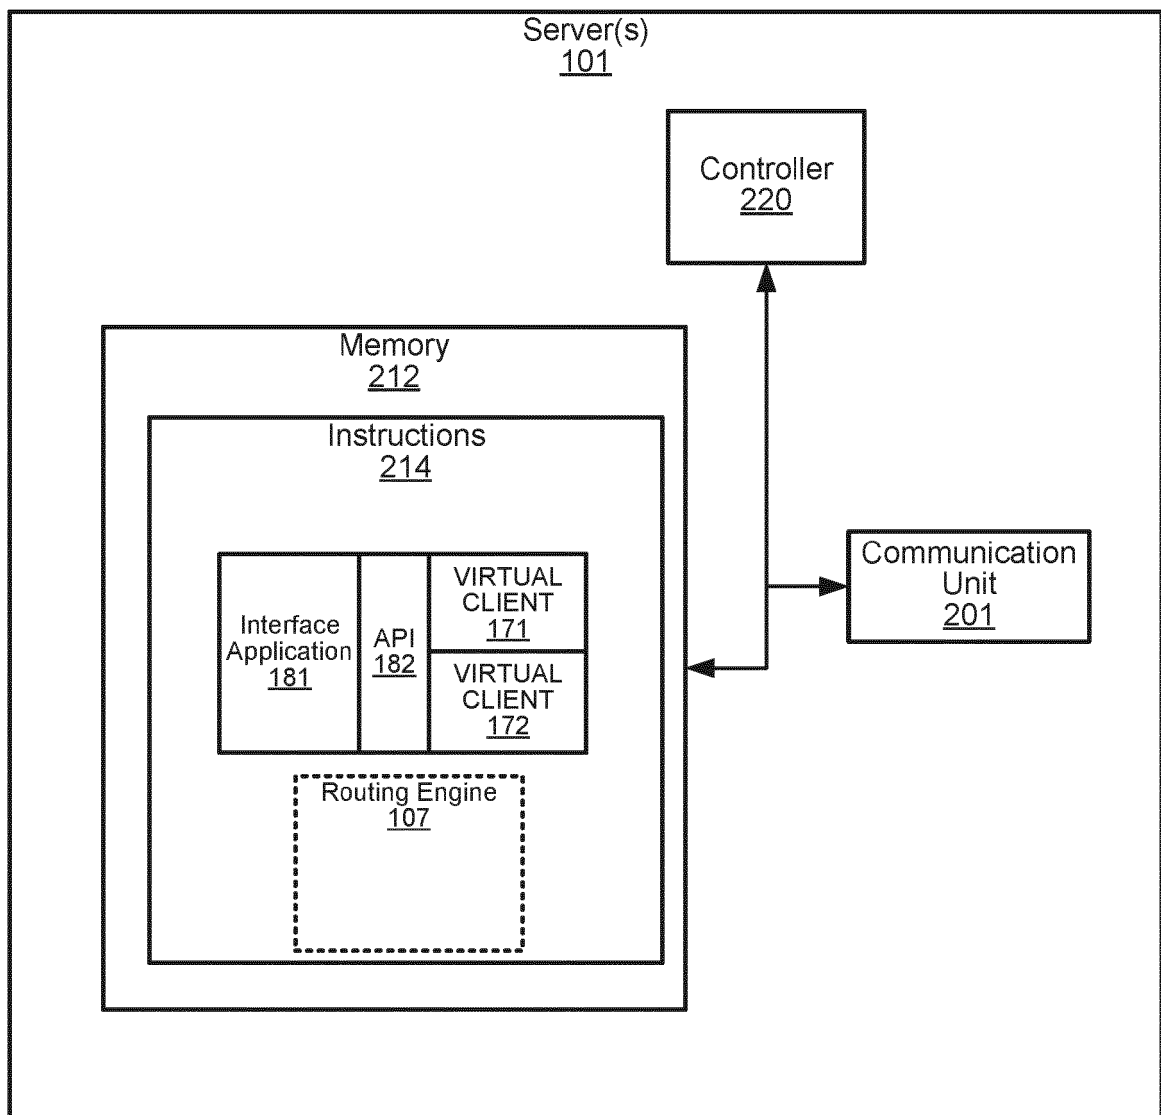 Server(s)
101
Controller
220
Memory
212
Instructions
214
Interface
Application
181
API
182
VIRTUAL
CLIENT
171
VIRTUAL
CLIENT
172
Routing Engine
107
Communication
Unit
201